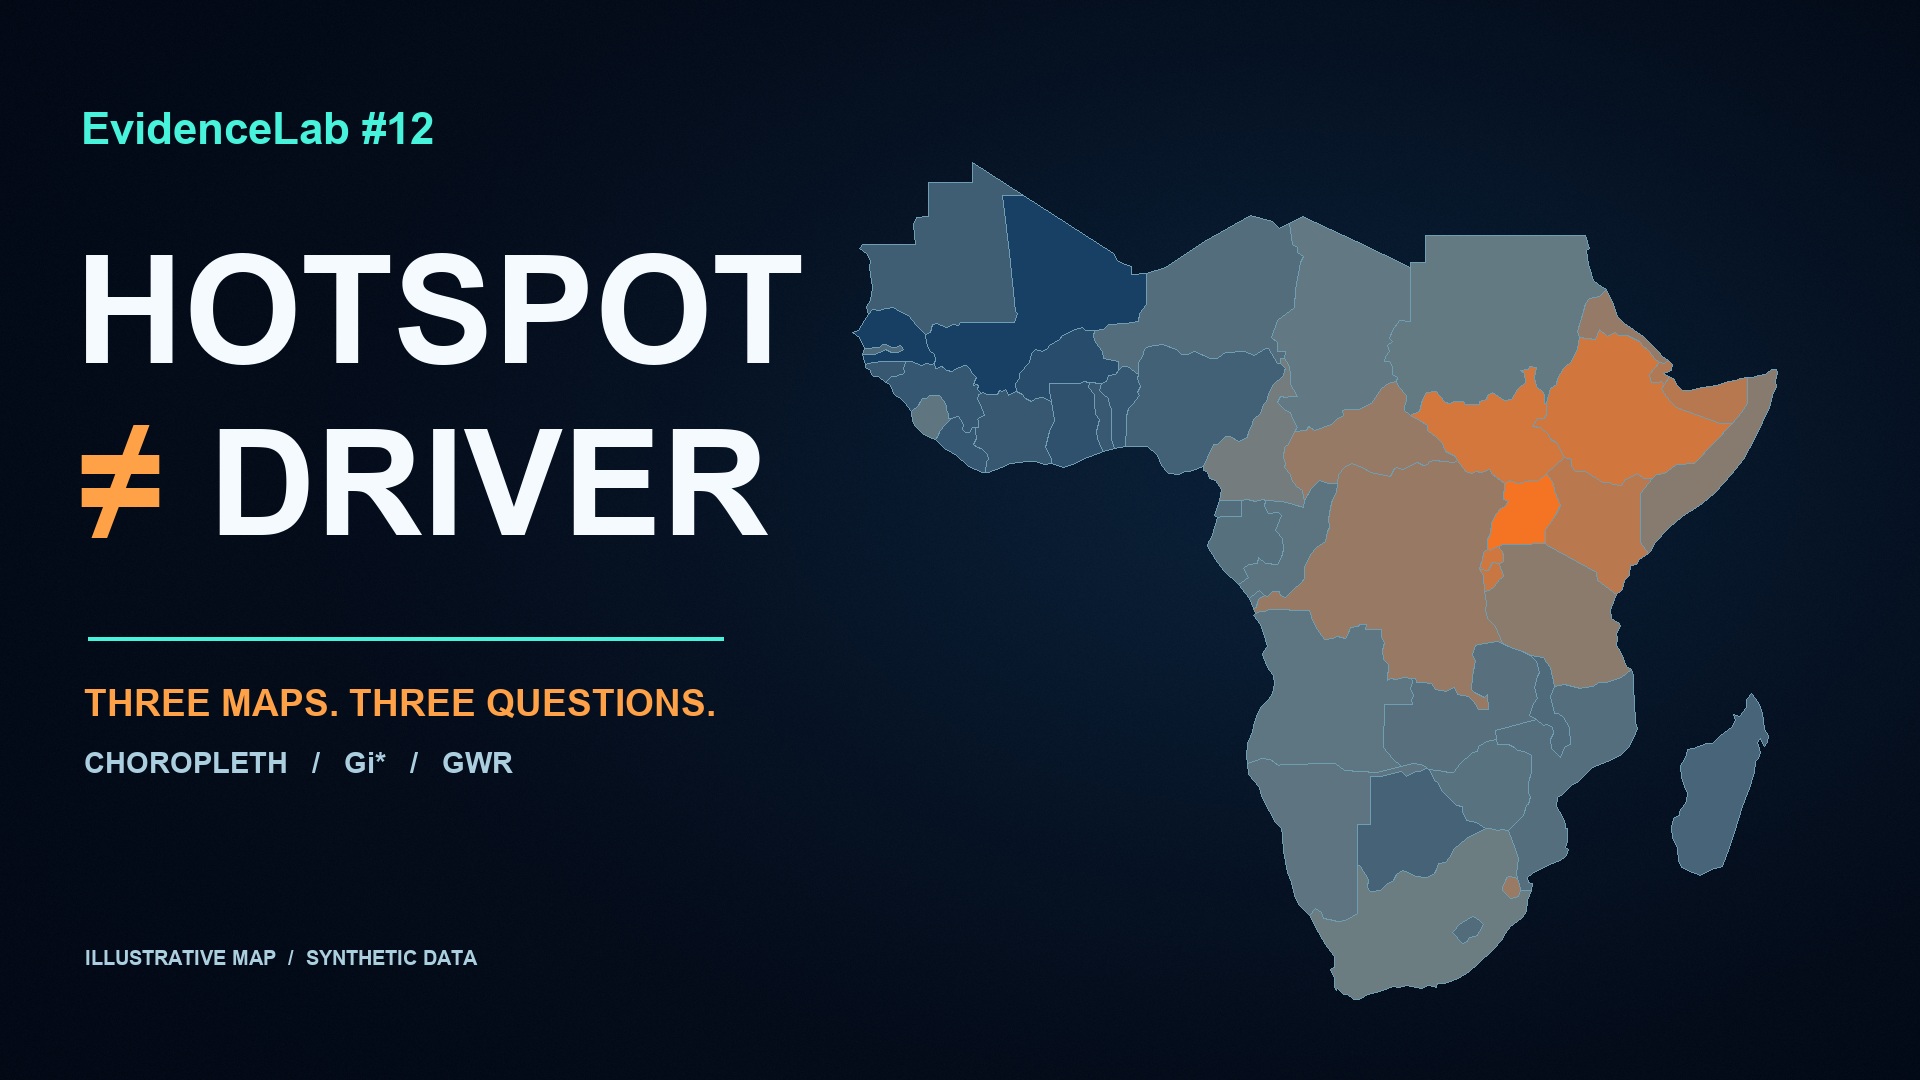 EvidenceLab #12
HOTSPOT
≠ DRIVER
THREE MAPS. THREE QUESTIONS.
CHOROPLETH / Gi* / GWR
ILLUSTRATIVE MAP / SYNTHETIC DATA